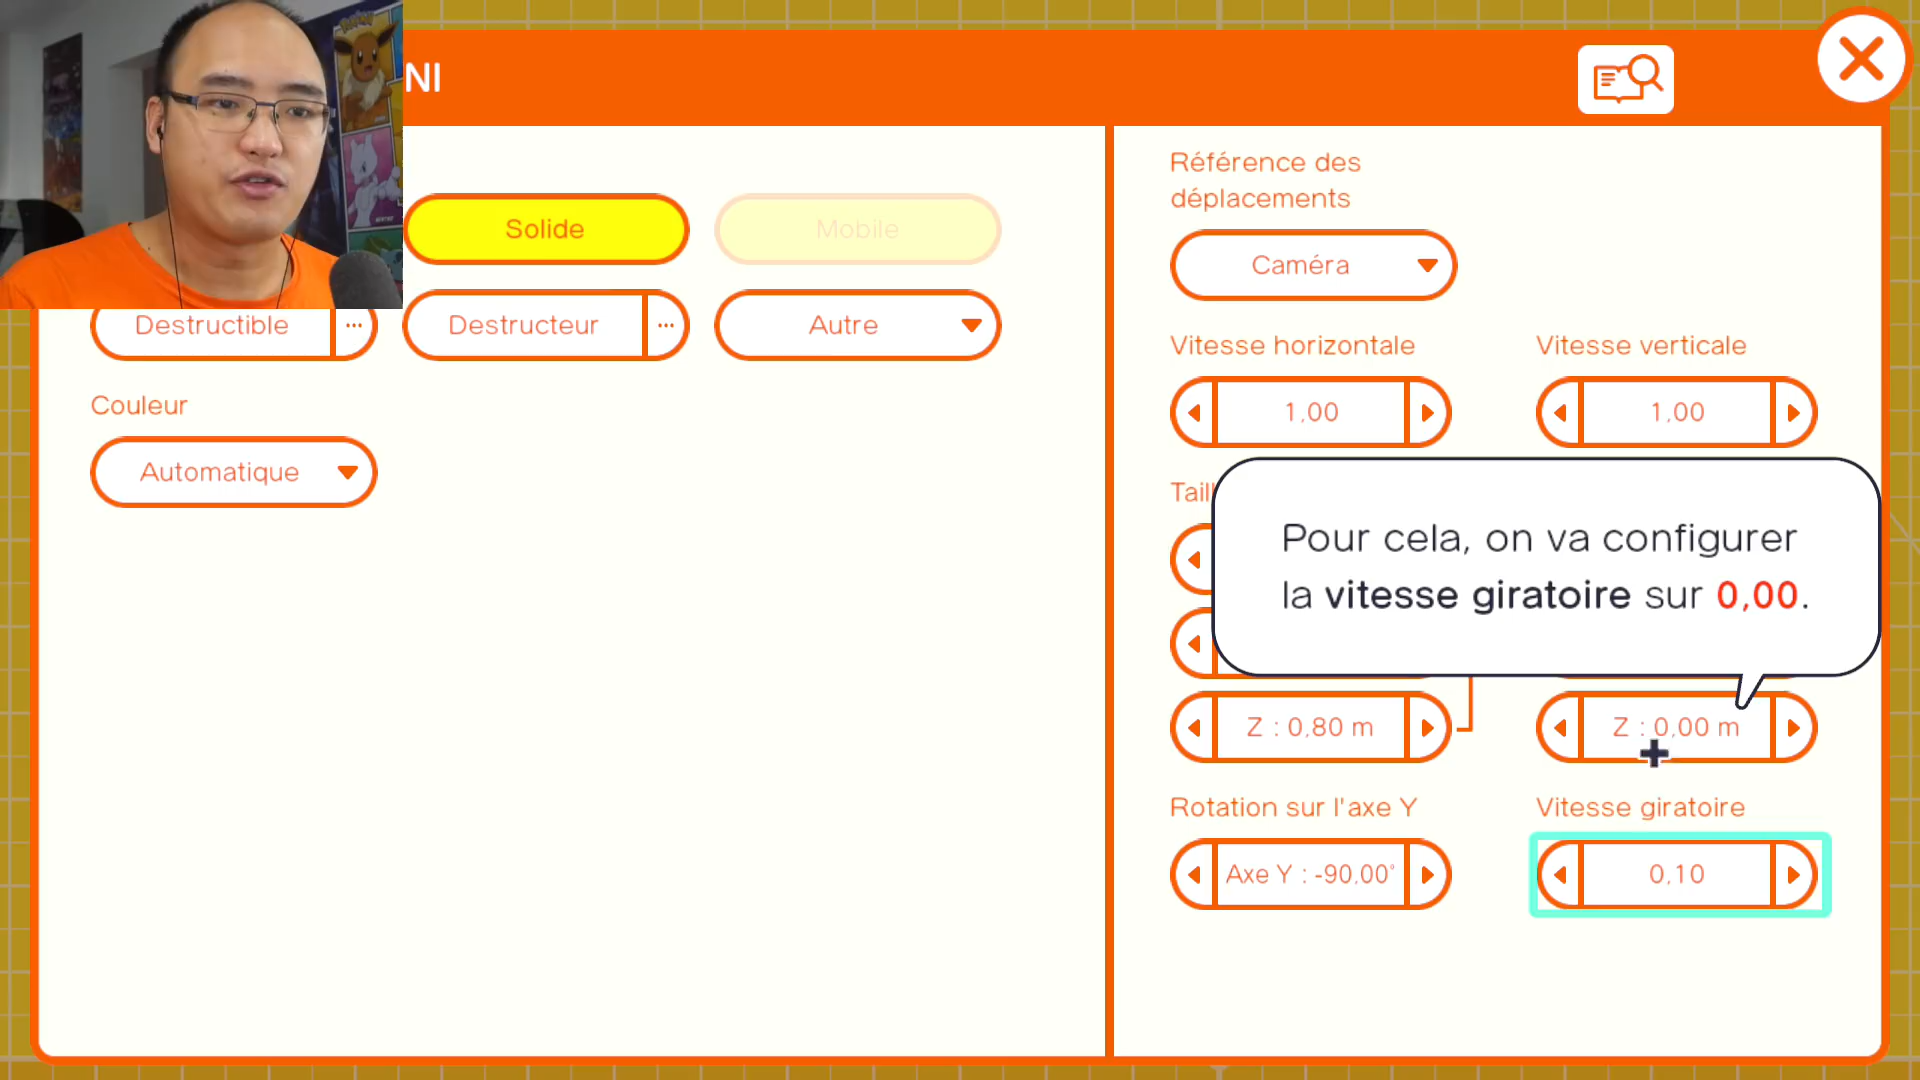 NI
Solide
Mobile
Destructible
...
Destructeur
...
Autre
Couleur
Automatique
Référence des
déplacements
Caméra
Vitesse horizontale
Vitesse verticale
1,00
1,00
Taill
Pour cela, on va configurer
la vitesse giratoire sur 0,00.
Z : 0,80 m
Z : 0,00 m
Rotation sur l'axe Y
Vitesse giratoire
Axe Y : -90,00°
0,10